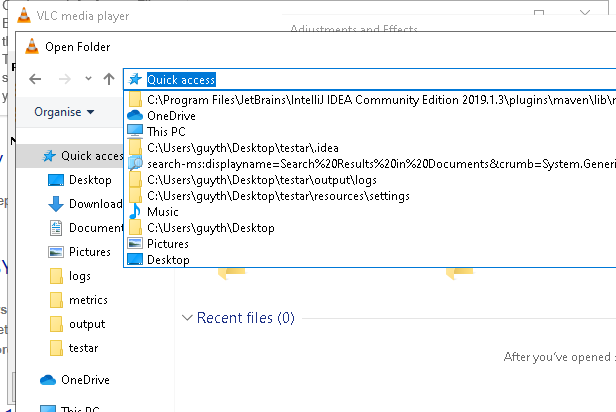 VLC media player
Adjustments and Effects
Open Folder
Quick access
Organise
C:\Program Files\JetBrains\IntelliJ IDEA Community Edition 2019.1.3\plugins\maven\lib\
OneDrive
This PC
C:\Users\guyth\Desktop\testar\.idea
search-ms:displayname=Search%20Results%20in%20Documents&crumb=System.Generi
C:\Users\guyth\Desktop\testar\output\logs
C:\Users\guyth\Desktop\testar\resources\settings
Music
C:\Users\guyth\Desktop
Pictures
Desktop
Quick access
Desktop
Download
Document
Pictures
logs
metrics
output
testar
OneDrive
This PC
Recent files (0)
After you've opened